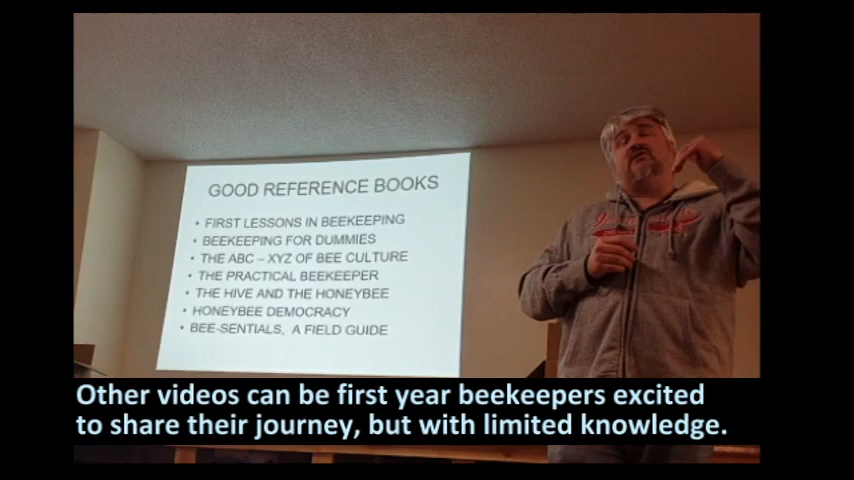 GOOD REFERENCE BOOKS
• FIRST LESSONS IN BEEKEEPING
• BEEKEEPING FOR DUMMIES
• THE ABC – XYZ OF BEE CULTURE
• THE PRACTICAL BEEKEEPER
• THE HIVE AND THE HONEYBEE
• HONEYBEE DEMOCRACY
• BEE-SENTIALS, A FIELD GUIDE
Other videos can be first year beekeepers excited
to share their journey, but with limited knowledge.